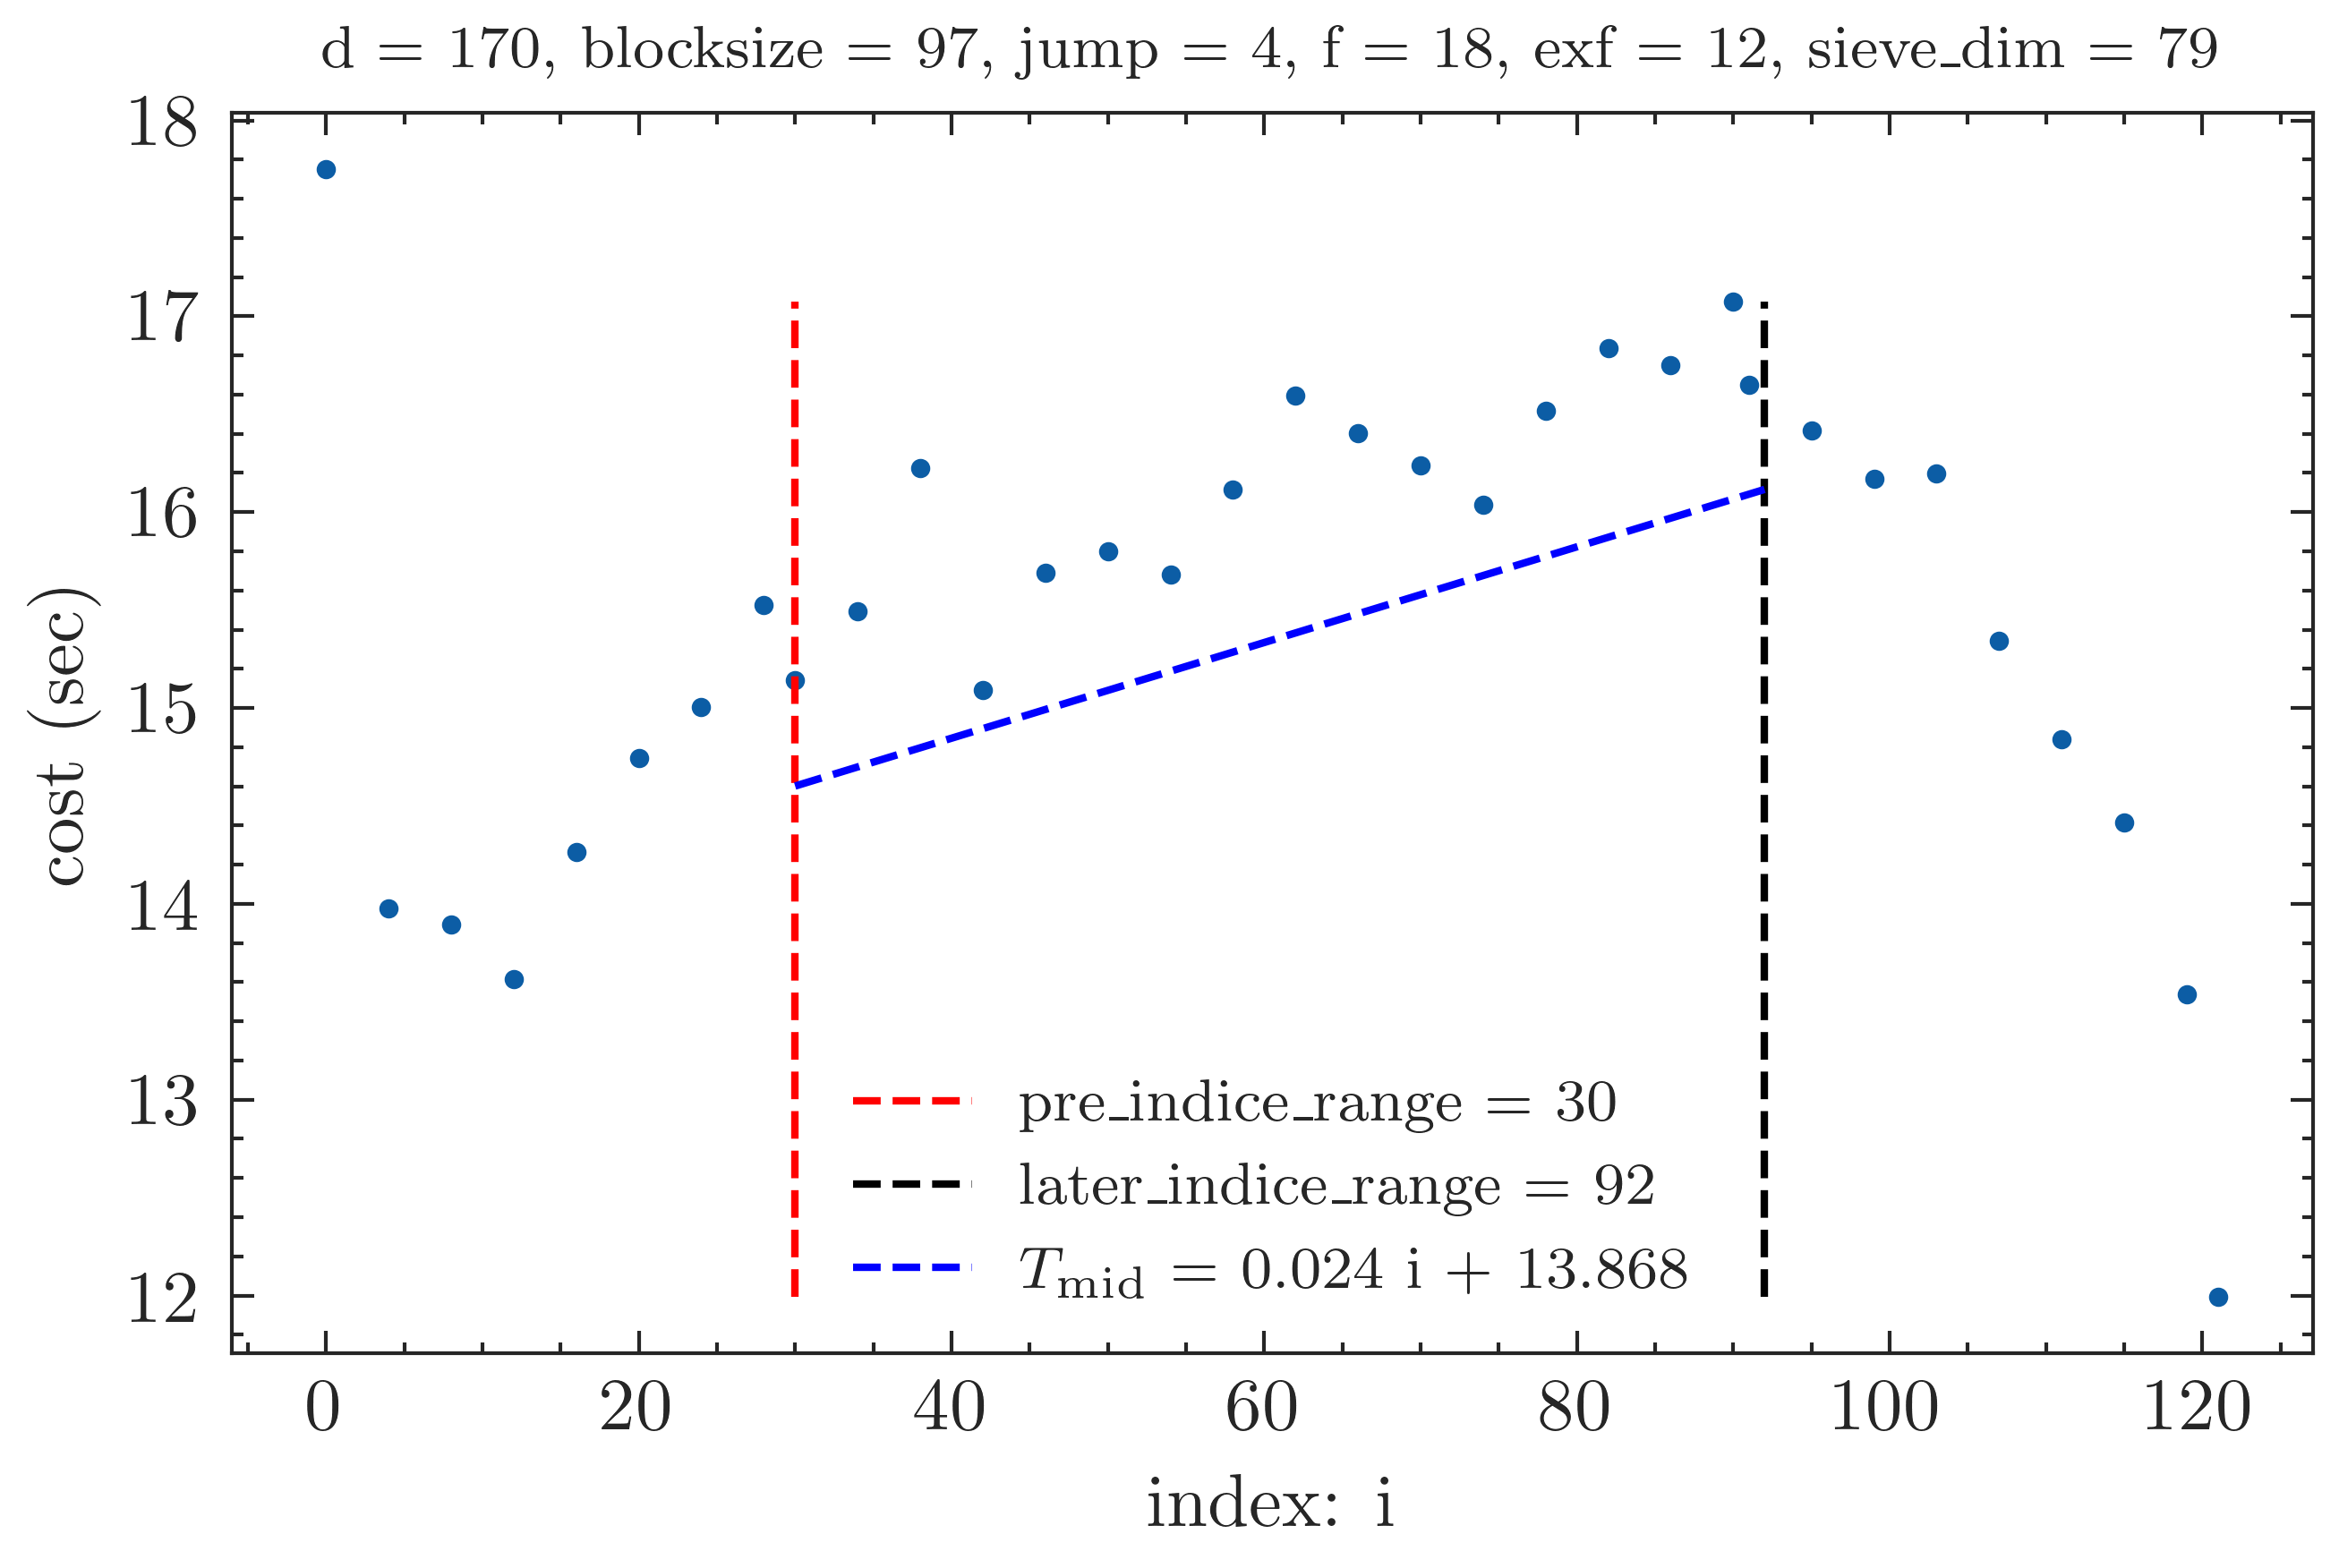 d = 170, blocksize = 97, jump = 4, f = 18, exf = 12, sieve_dim = 79
18
17
16
15
14
13
12
cost (sec)
pre_indice_range = 30
later_indice_range = 92
T_mid = 0.024 i + 13.868
0 20 40 60 80 100 120
index: i